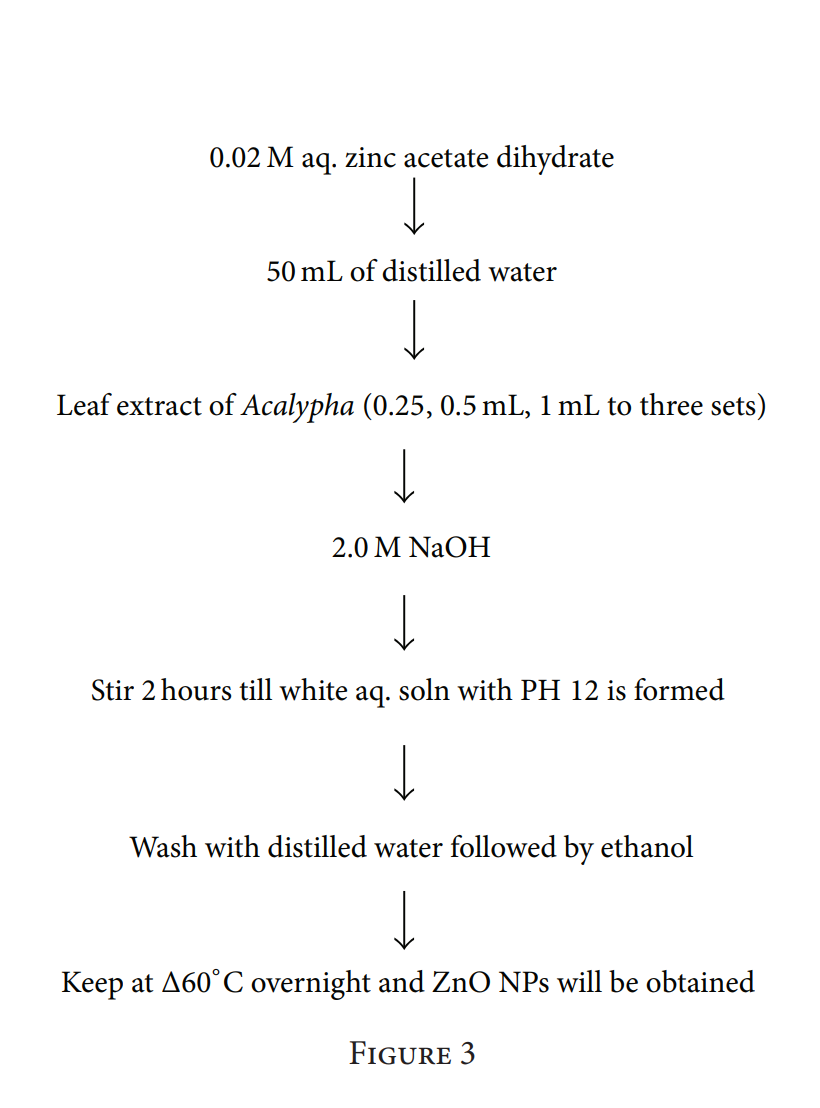 0.02 M aq. zinc acetate dihydrate
50 mL of distilled water
Leaf extract of Acalypha (0.25, 0.5 mL, 1 mL to three sets)
2.0 M NaOH
Stir 2 hours till white aq. soln with PH 12 is formed
Wash with distilled water followed by ethanol
Keep at Δ60°C overnight and ZnO NPs will be obtained
Figure 3